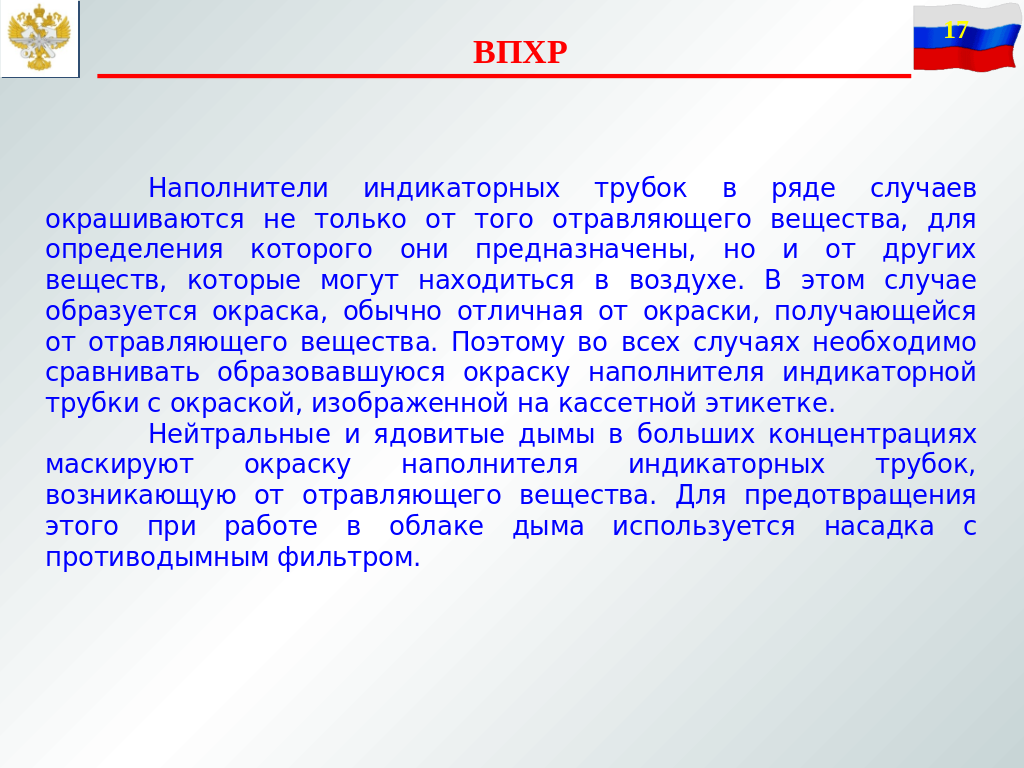 17
ВПХР
Наполнители индикаторных трубок в ряде случаев
окрашиваются не только от того отравляющего вещества, для
определения которого они предназначены, но и от других
веществ, которые могут находиться в воздухе. В этом случае
образуется окраска, обычно отличная от окраски, получающейся
от отравляющего вещества. Поэтому во всех случаях необходимо
сравнивать образовавшуюся окраску наполнителя индикаторной
трубки с окраской, изображенной на кассетной этикетке.
Нейтральные и ядовитые дымы в больших концентрациях
маскируют окраску наполнителя индикаторных трубок,
возникающую от отравляющего вещества. Для предотвращения
этого при работе в облаке дыма используется насадка с
противодымным фильтром.